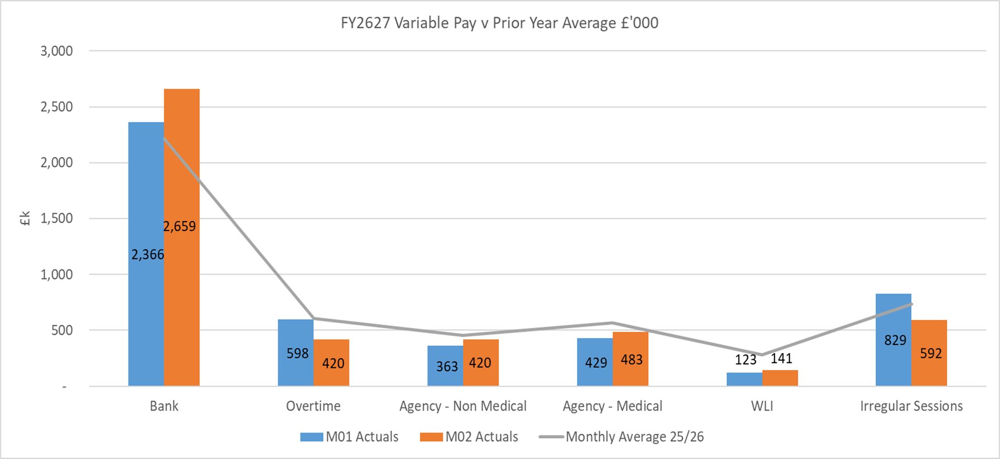 FY2627 Variable Pay v Prior Year Average £'000
3,000
2,500
2,000
1,500
1,000
500
-
£k
2,366
2,659
598
420
363
420
429
483
123
141
829
592
Bank
Overtime
Agency - Non Medical
Agency - Medical
WLI
Irregular Sessions
M01 Actuals
M02 Actuals
Monthly Average 25/26